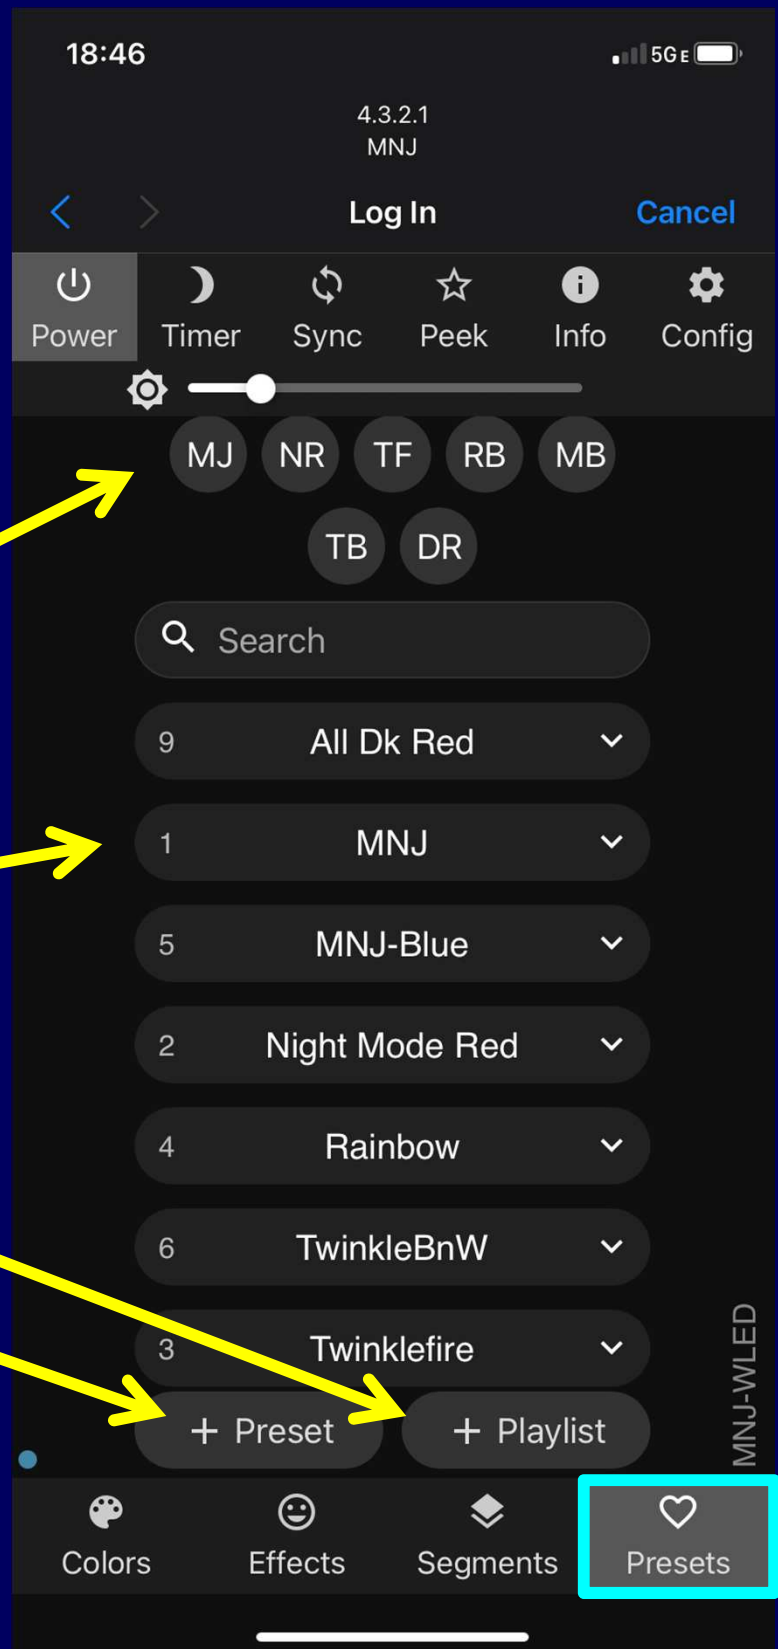 18:46
5GE
4.3.2.1
MNJ
Log In
Cancel
Power Timer Sync Peek Info Config
MJ NR TF RB MB
TB DR
Search
9 All Dk Red
1 MNJ
5 MNJ-Blue
2 Night Mode Red
4 Rainbow
6 TwinkleBnW
3 Twinklefire
+ Preset + Playlist
MNJ-WLED
Colors Effects Segments Presets